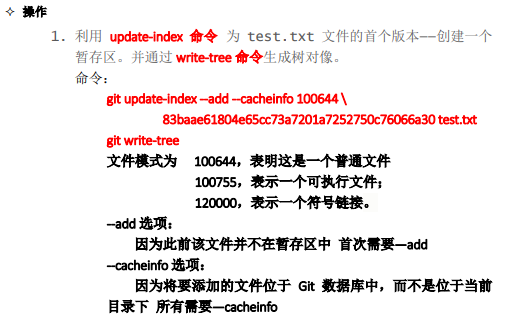 ✧ 操作
1. 利用 update-index 命令 为 test.txt 文件的首个版本——创建一个
暂存区。并通过 write-tree 命令生成树对像。
命令：
git update-index --add --cacheinfo 100644 \
83baae61804e65cc73a7201a7252750c76066a30 test.txt
git write-tree
文件模式为 100644，表明这是一个普通文件
100755，表示一个可执行文件；
120000，表示一个符号链接。
--add 选项：
因为此前该文件并不在暂存区中 首次需要—add
--cacheinfo 选项：
因为将要添加的文件位于 Git 数据库中，而不是位于当前
目录下 所有需要—cacheinfo